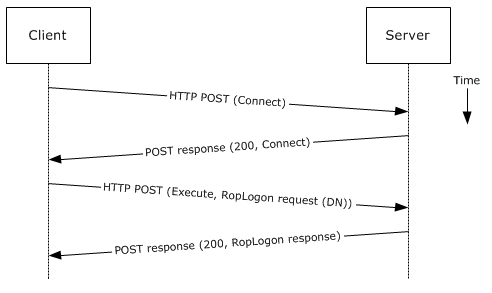 Client
Server
Time
HTTP POST (Connect)
POST response (200, Connect)
HTTP POST (Execute, RopLogon request (DN))
POST response (200, RopLogon response)